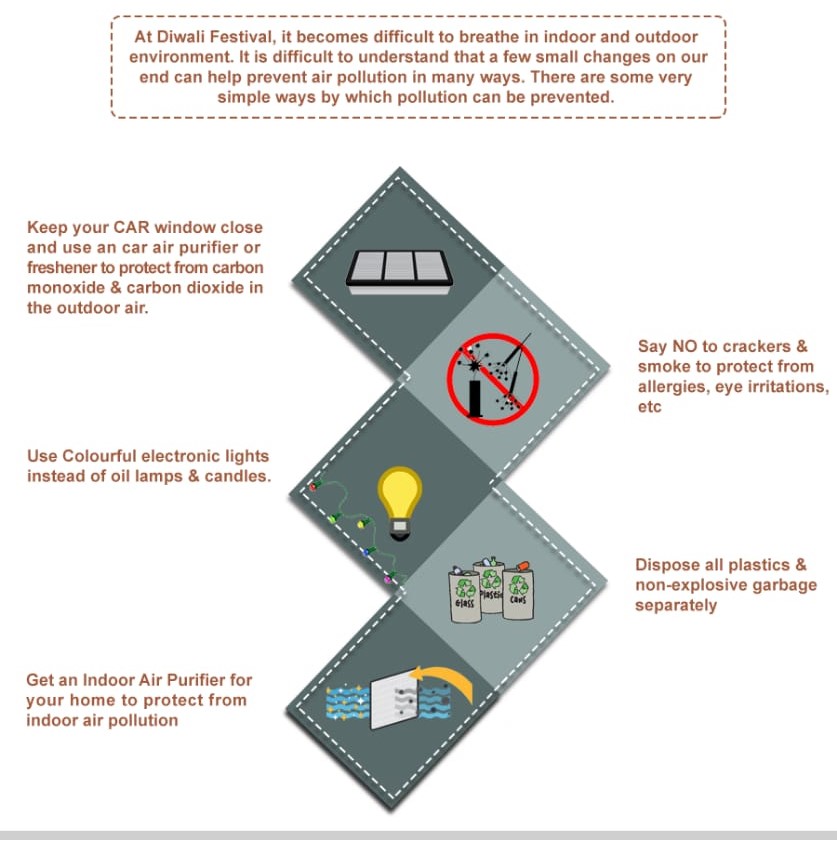 At Diwali Festival, it becomes difficult to breathe in indoor and outdoor
environment. It is difficult to understand that a few small changes on our
end can help prevent air pollution in many ways. There are some very
simple ways by which pollution can be prevented.
Keep your CAR window close
and use an car air purifier or
freshener to protect from carbon
monoxide & carbon dioxide in
the outdoor air.
Say NO to crackers &
smoke to protect from
allergies, eye irritations,
etc
Use Colourful electronic lights
instead of oil lamps & candles.
Glass
Plastic
Cans
Dispose all plastics &
non-explosive garbage
separately
Get an Indoor Air Purifier for
your home to protect from
indoor air pollution